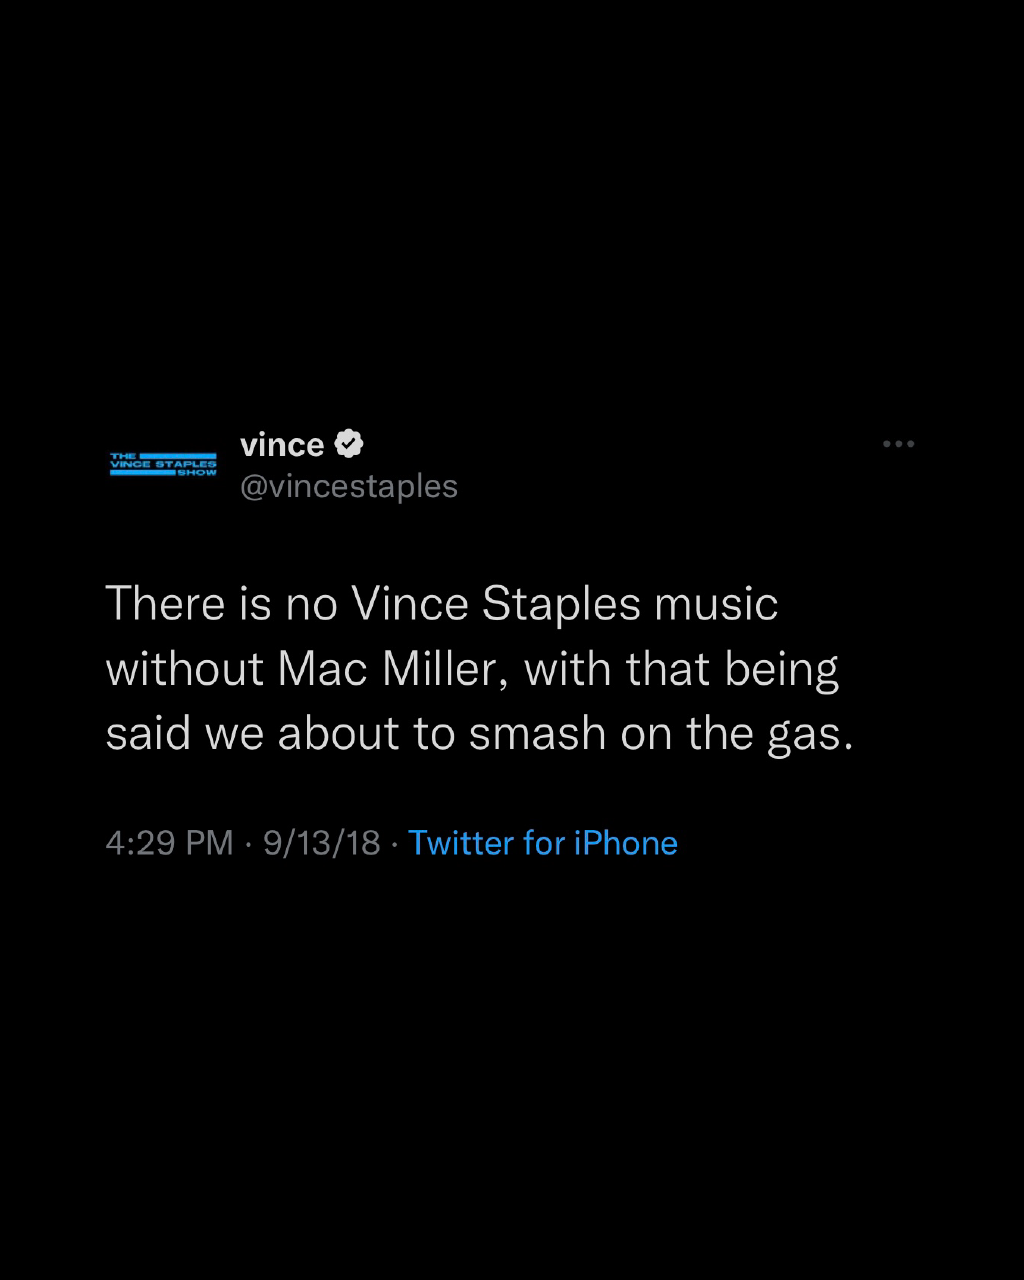 THE
VINCE STAPLES
SHOW
vince
@vincestaples
There is no Vince Staples music
without Mac Miller, with that being
said we about to smash on the gas.
4:29 PM · 9/13/18 · Twitter for iPhone